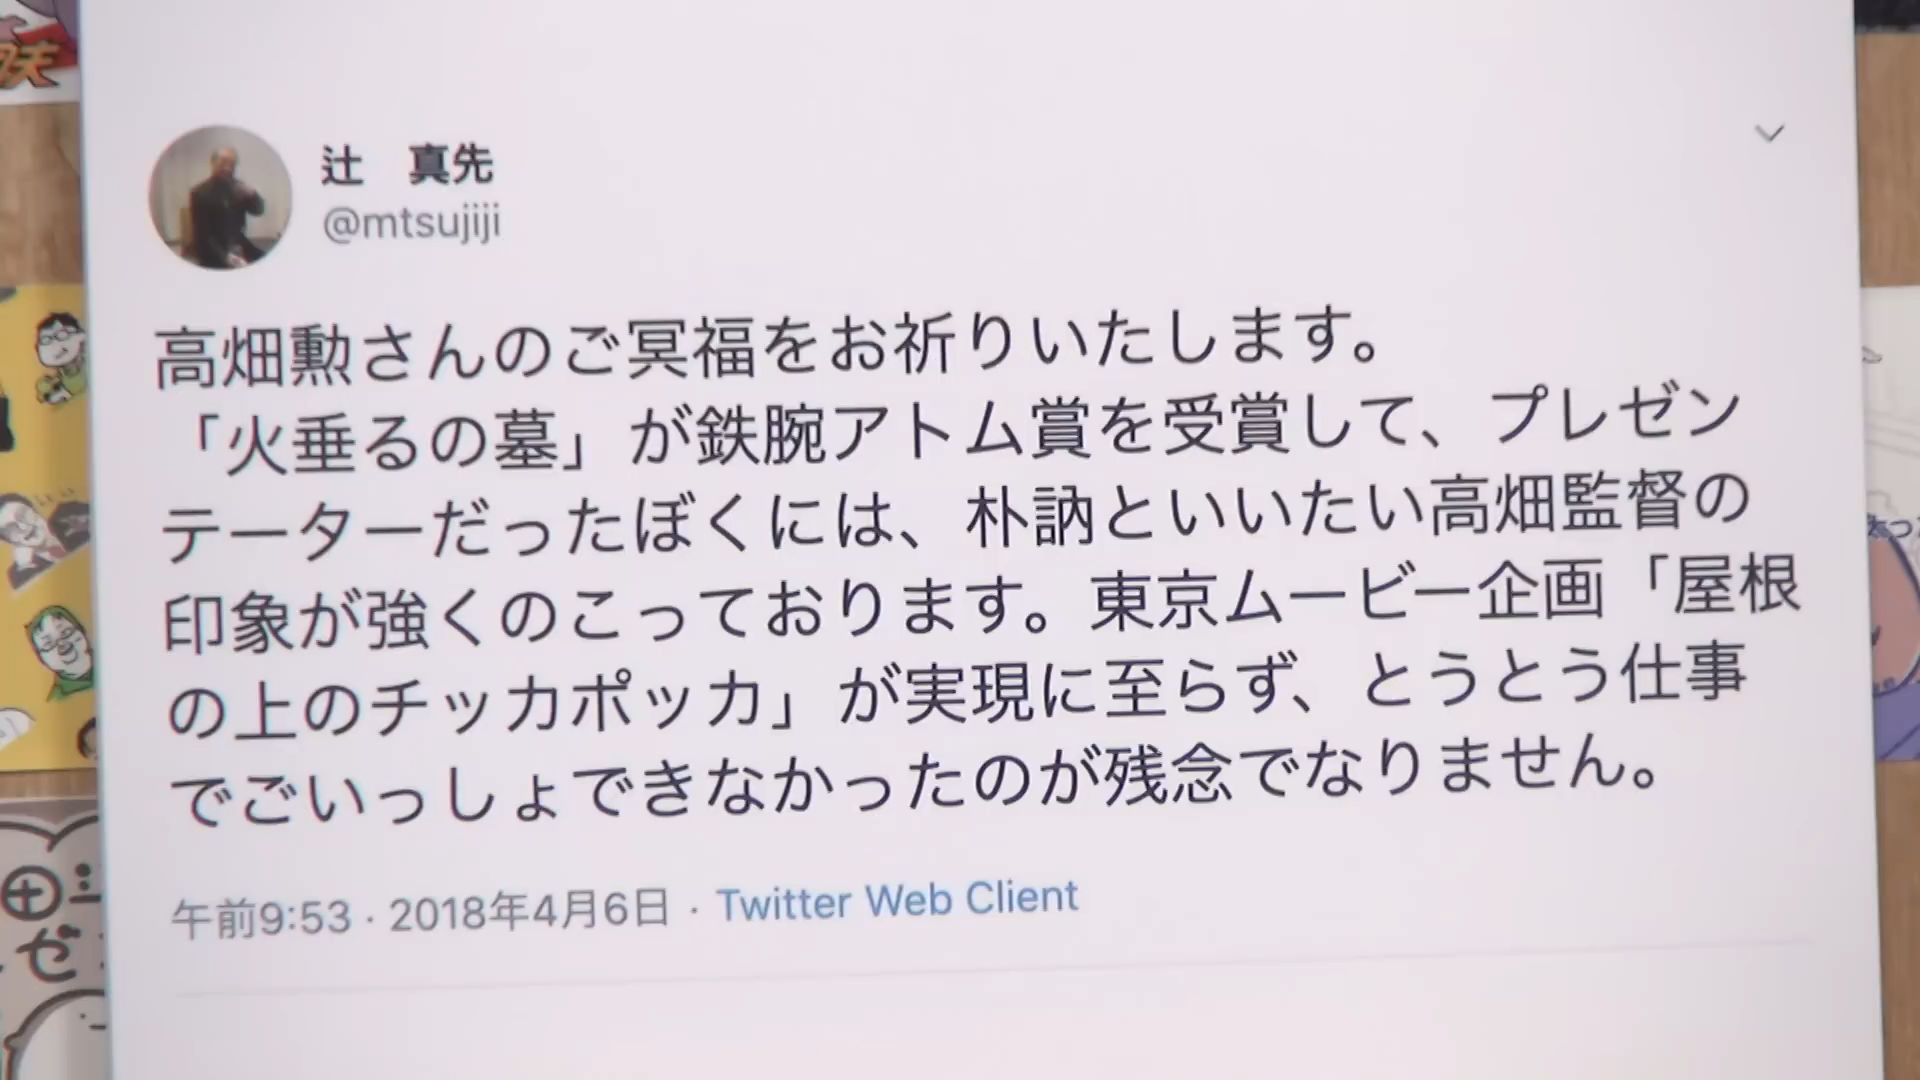 辻　真先
@mtsujiji
高畑勲さんのご冥福をお祈りいたします。
「火垂るの墓」が鉄腕アトム賞を受賞して、プレゼン
テーターだったぼくには、朴訥といいたい高畑監督の
印象が強くのこっております。東京ムービー企画「屋根
の上のチッカポッカ」が実現に至らず、とうとう仕事
でごいっしょできなかったのが残念でなりません。
午前9:53 · 2018年4月6日 · Twitter Web Client